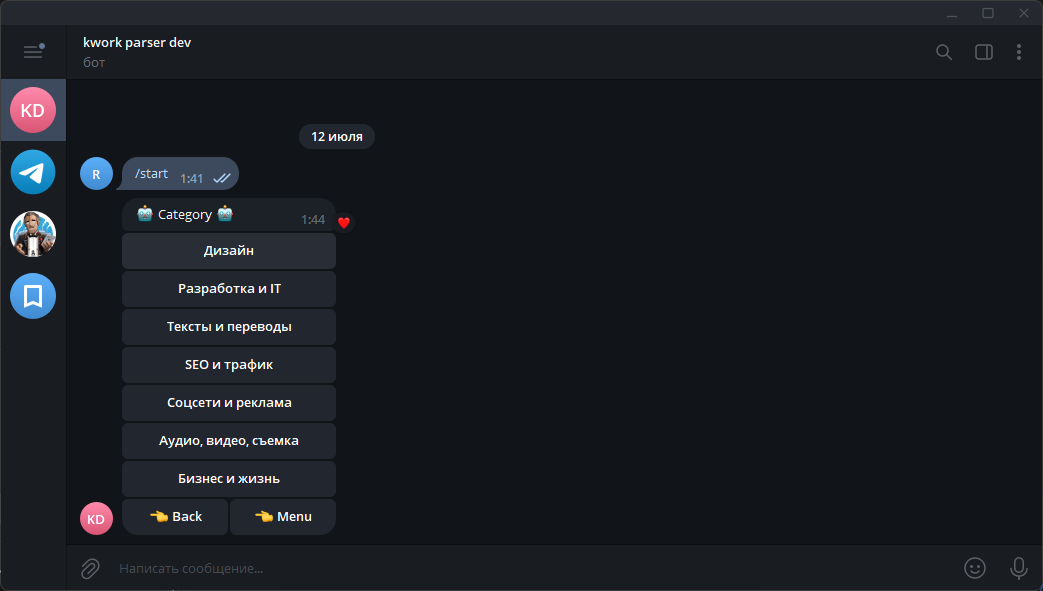 kwork parser dev
бот
KD
12 июля
R
/start 1:41
🤖 Category 🤖 1:44
Дизайн
Разработка и IT
Тексты и переводы
SEO и трафик
Соцсети и реклама
Аудио, видео, съемка
Бизнес и жизнь
KD
👈 Back 👈 Menu
Написать сообщение...